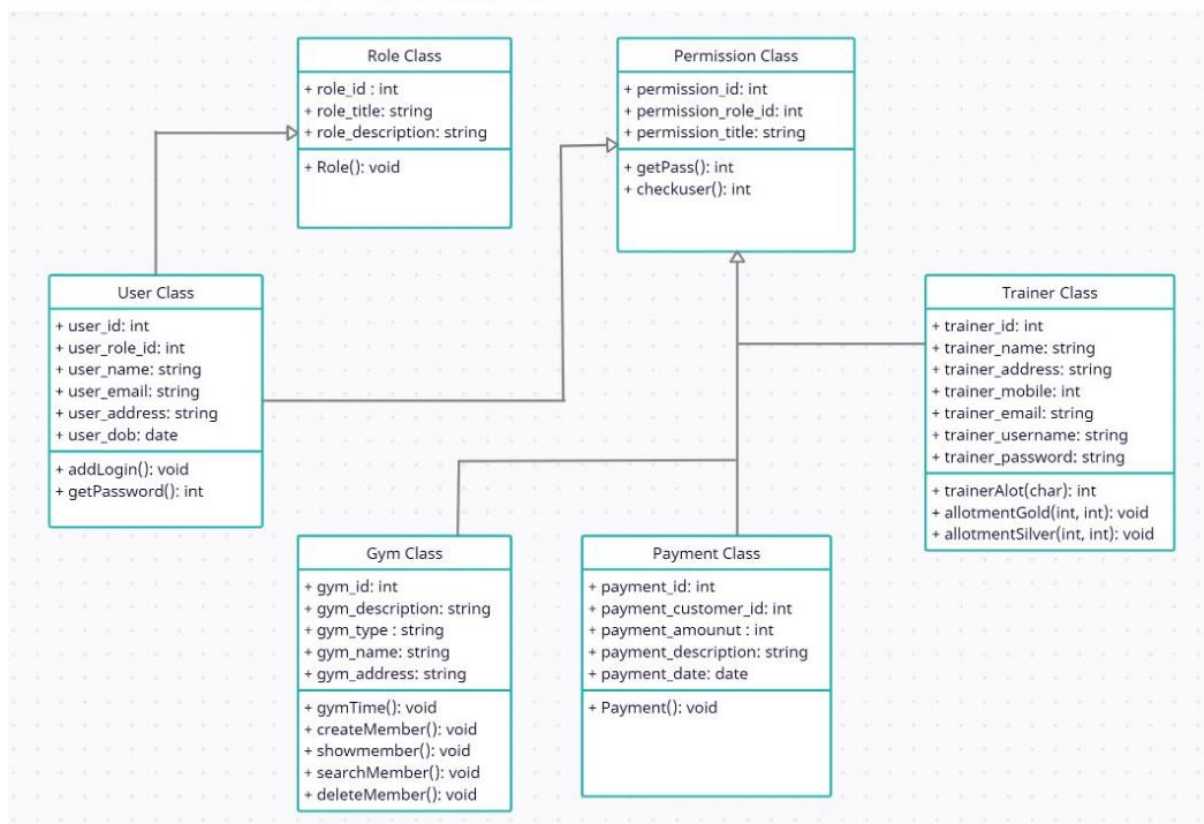 Role Class
+ role_id : int
+ role_title: string
+ role_description: string
+ Role(): void
Permission Class
+ permission_id: int
+ permission_role_id: int
+ permission_title: string
+ getPass(): int
+ checkuser(): int
User Class
+ user_id: int
+ user_role_id: int
+ user_name: string
+ user_email: string
+ user_address: string
+ user_dob: date
+ addLogin(): void
+ getPassword(): int
Trainer Class
+ trainer_id: int
+ trainer_name: string
+ trainer_address: string
+ trainer_mobile: int
+ trainer_email: string
+ trainer_username: string
+ trainer_password: string
+ trainerAlot(char): int
+ allotmentGold(int, int): void
+ allotmentSilver(int, int): void
Gym Class
+ gym_id: int
+ gym_description: string
+ gym_type : string
+ gym_name: string
+ gym_address: string
+ gymTime(): void
+ createMember(): void
+ showmember(): void
+ searchMember(): void
+ deleteMember(): void
Payment Class
+ payment_id: int
+ payment_customer_id: int
+ payment_amounut : int
+ payment_description: string
+ payment_date: date
+ Payment(): void